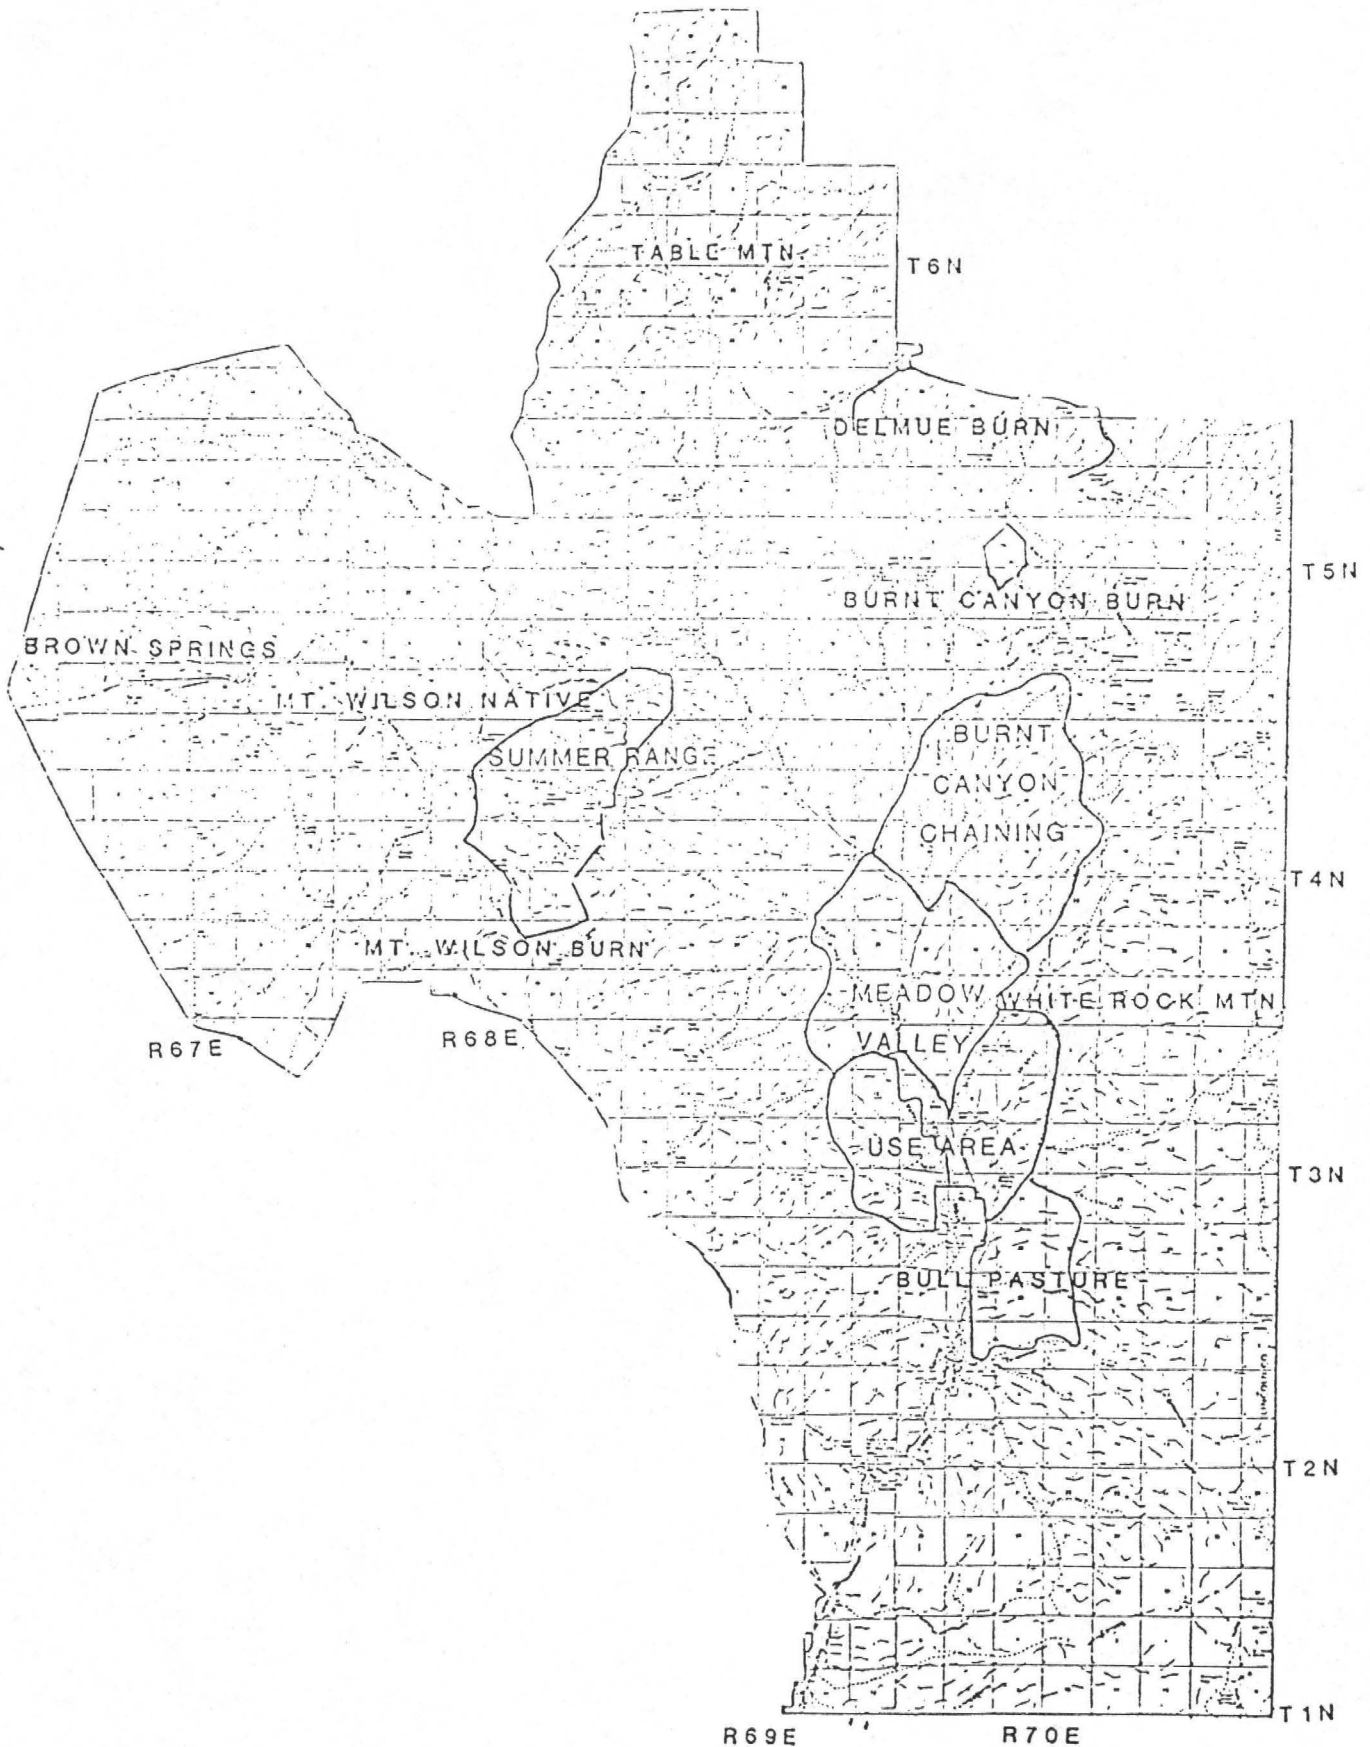 TABLE MTN.
T6N
DELMUE BURN
T5N
BURNT CANYON BURN
BROWN SPRINGS
MT. WILSON NATIVE
SUMMER RANGE
BURNT
CANYON
CHAINING
T4N
MT. WILSON BURN
MEADOW
WHITE ROCK MTN
VALLEY
R67E
R68E
USE AREA
T3N
BULL PASTURE
T2N
T1N
R69E
R70E